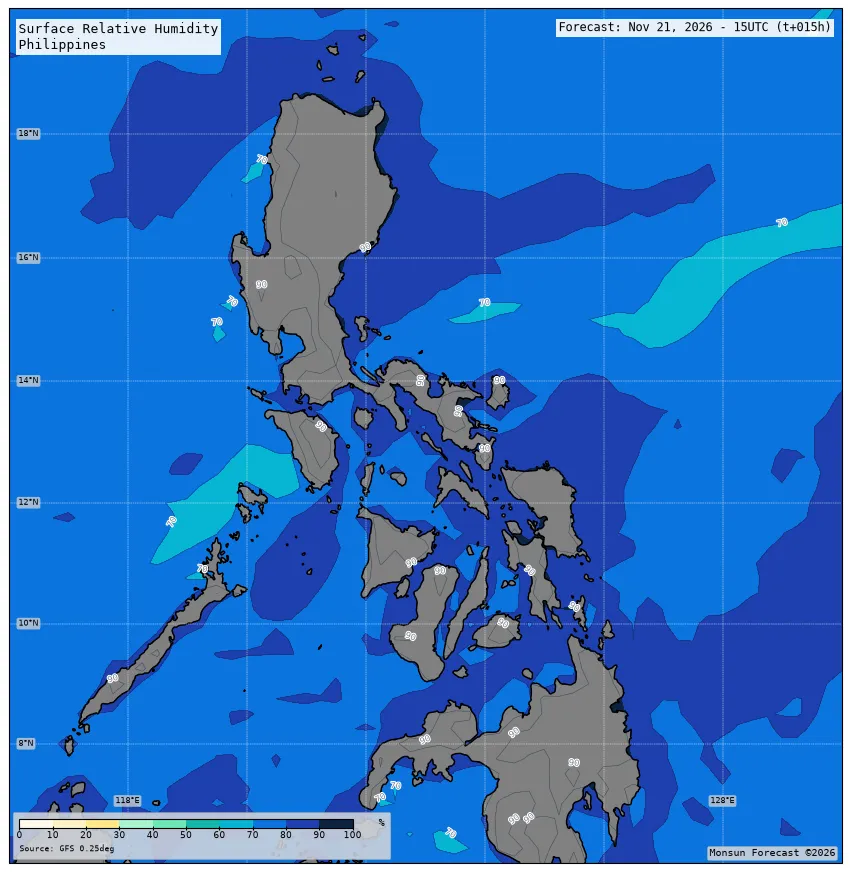 Surface Relative Humidity
Philippines
Forecast: Nov 21, 2026 - 15UTC (t+015h)
18°N
70
90
16°N
70
90
70
70
70
14°N
90
90
90
90
90
12°N
70
70
90
90
90
90
10°N
90
90
90
8°N
90
90
90
118°E
128°E
70
70
90
90
70
0 10 20 30 40 50 60 70 80 90 100 %
Source: GFS 0.25deg
Monsun Forecast ©2026